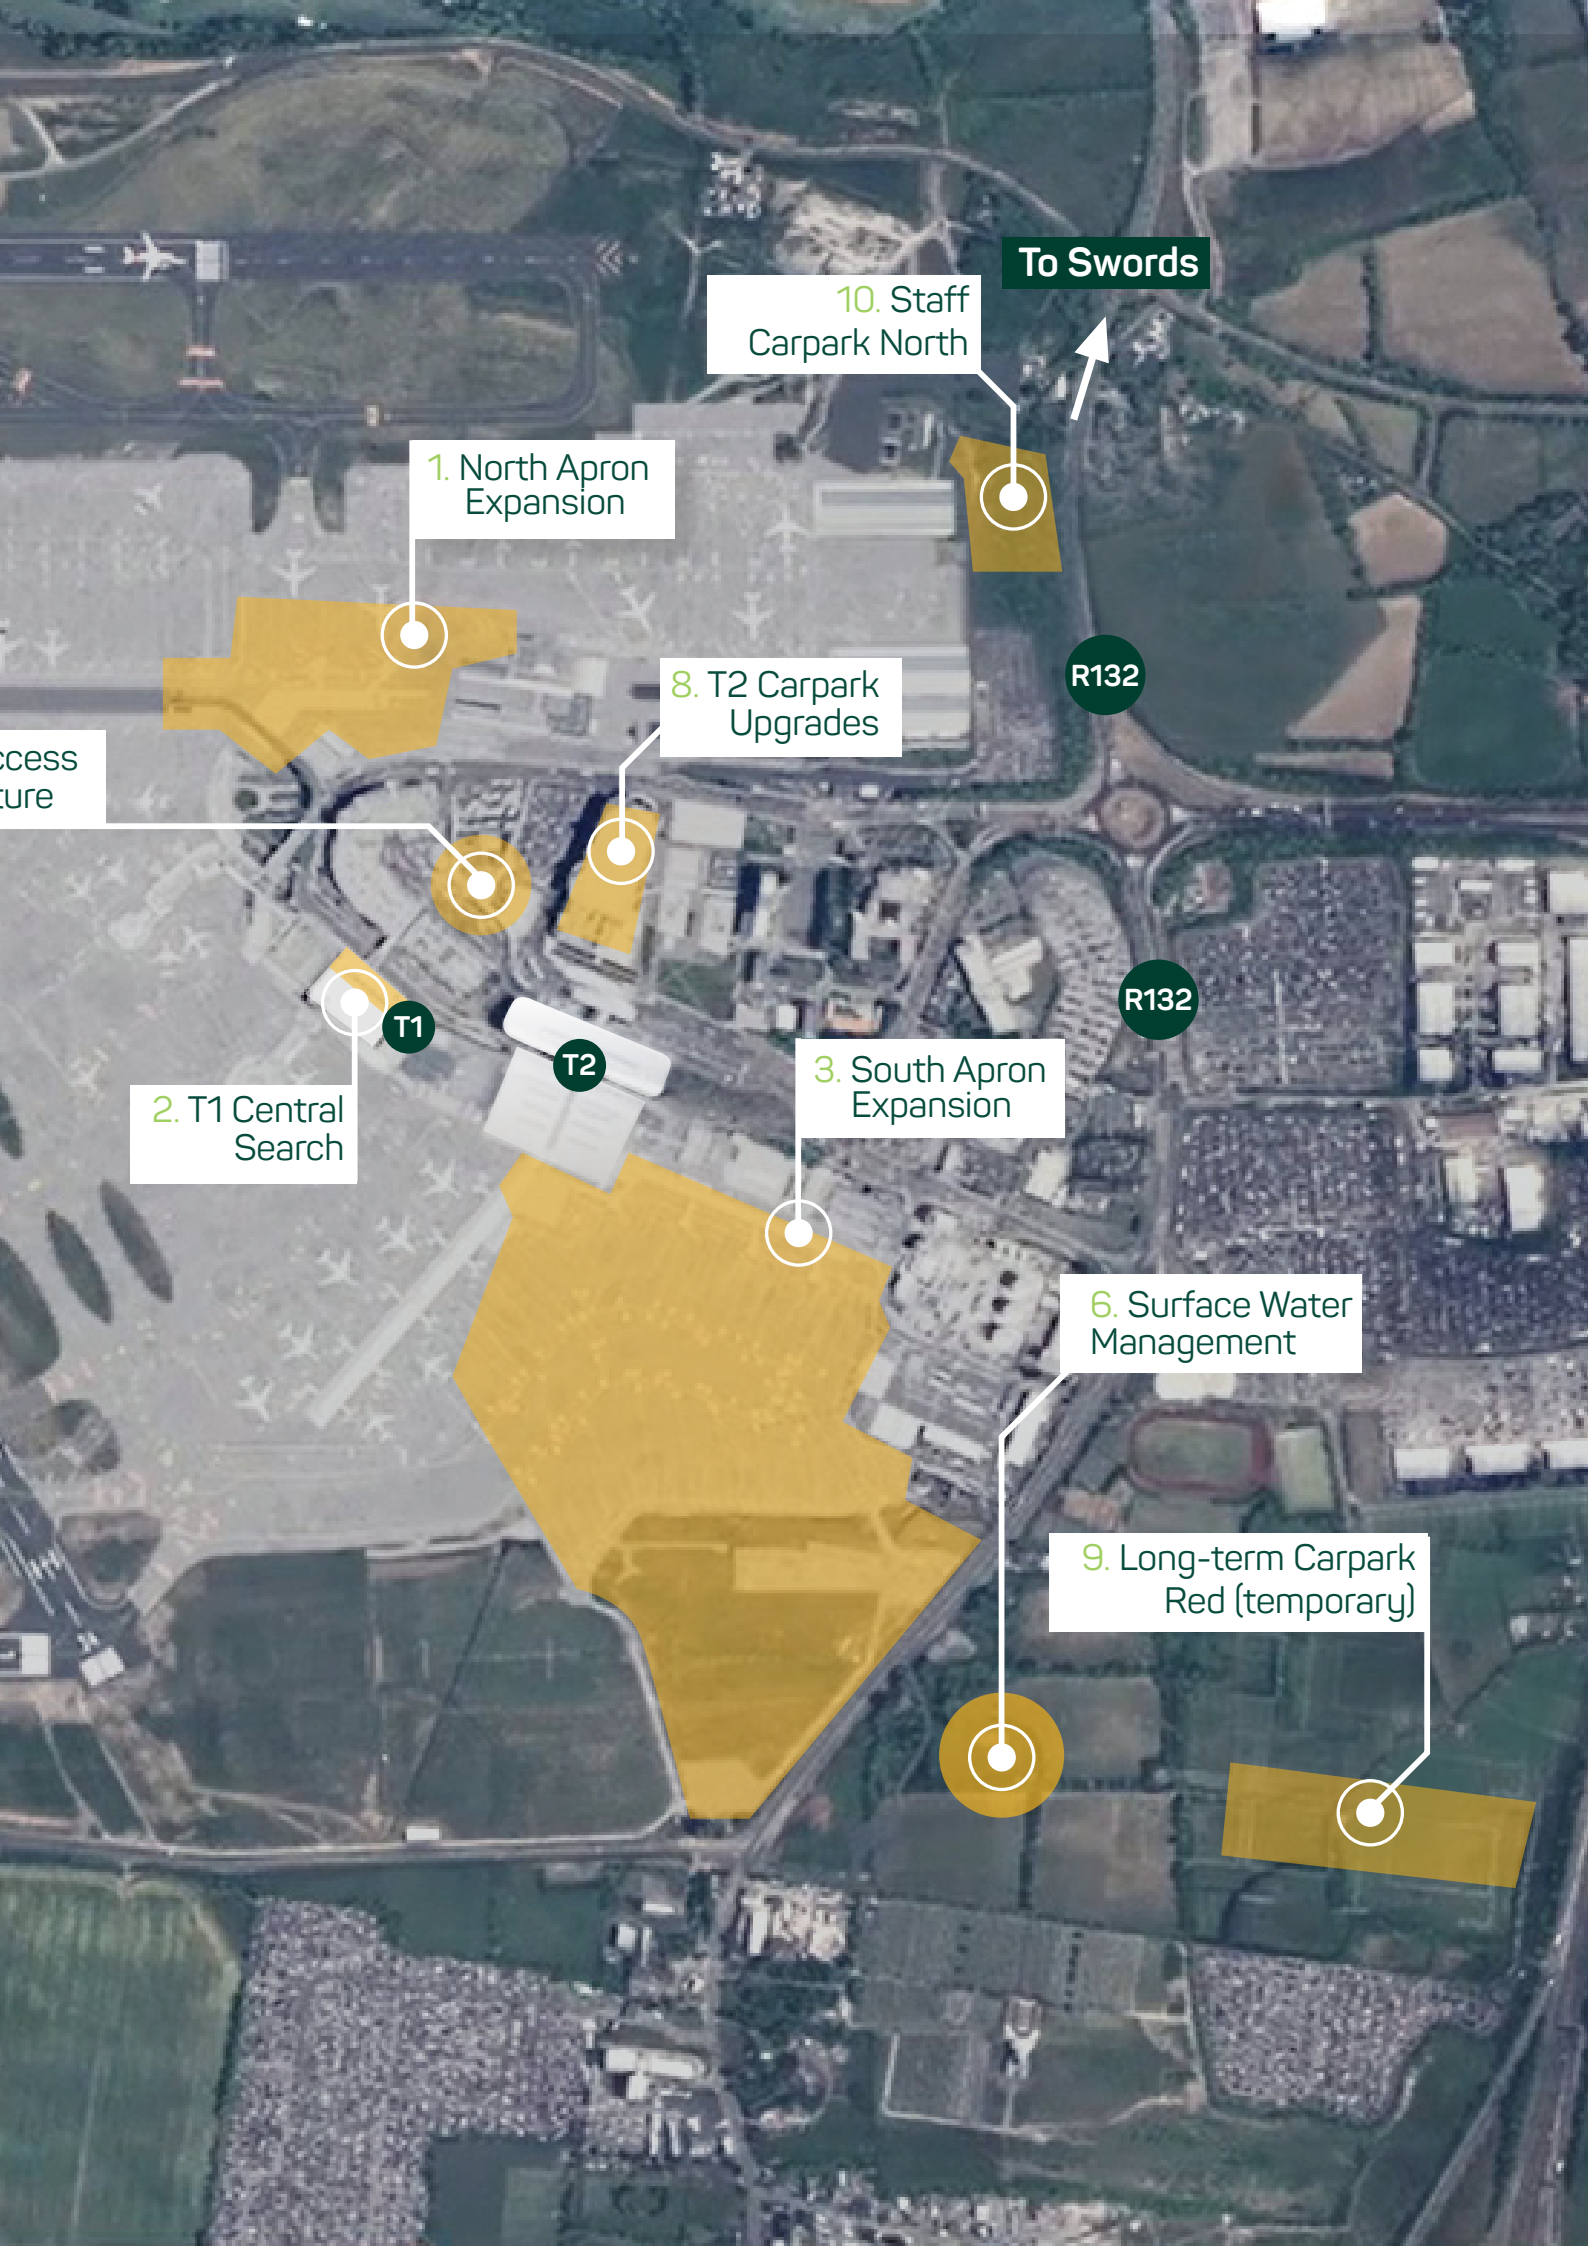 To Swords
10. Staff
Carpark North
1. North Apron
Expansion
R132
8. T2 Carpark
Upgrades
ccess
ture
R132
T1
T2
2. T1 Central
Search
3. South Apron
Expansion
6. Surface Water
Management
9. Long-term Carpark
Red (temporary)